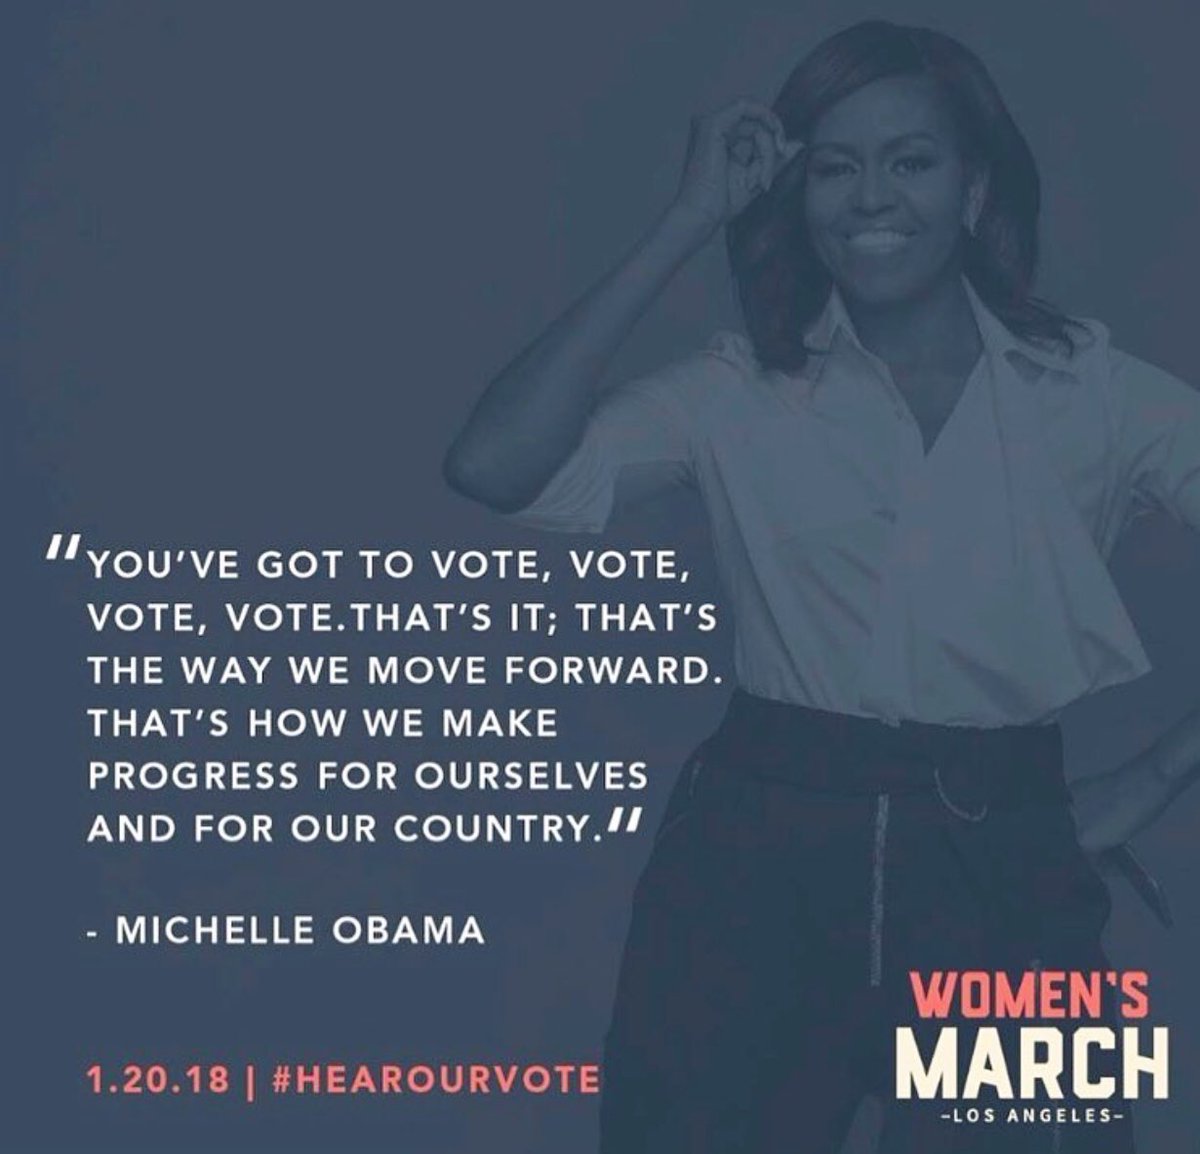 "YOU'VE GOT TO VOTE, VOTE,
VOTE, VOTE.THAT'S IT; THAT'S
THE WAY WE MOVE FORWARD.
THAT'S HOW WE MAKE
PROGRESS FOR OURSELVES
AND FOR OUR COUNTRY."
- MICHELLE OBAMA
1.20.18 | #HEAROURVOTE
WOMEN'S
MARCH
-LOS ANGELES-